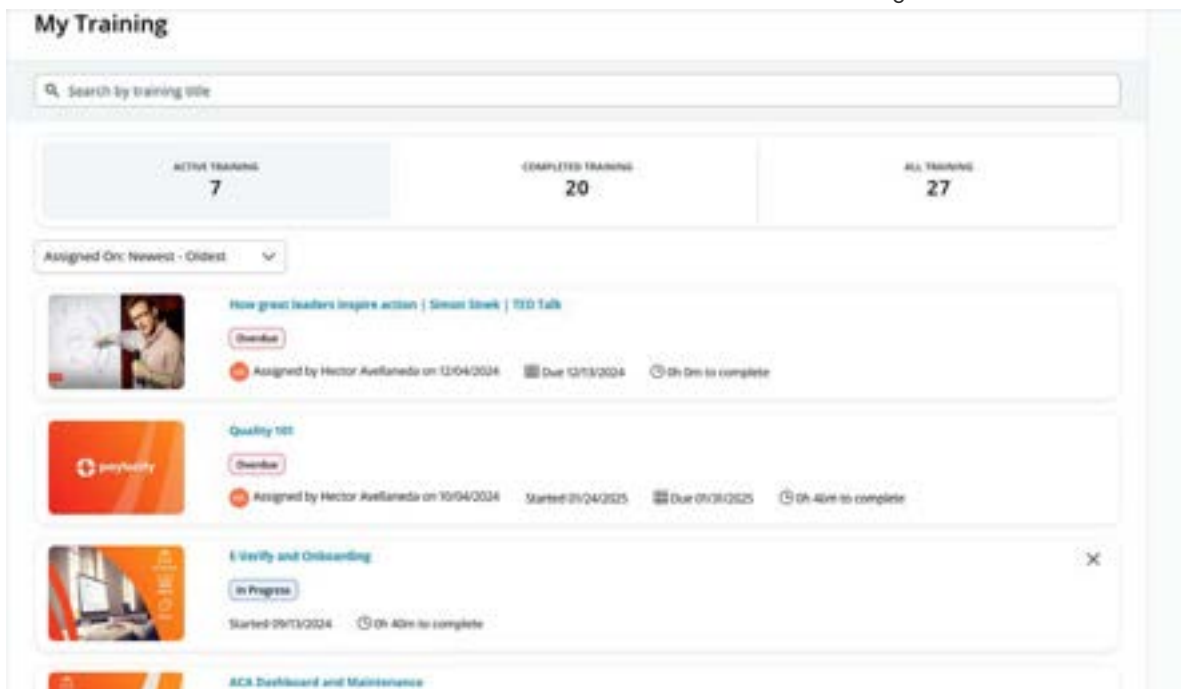 My Training
Search by training title
ACTIVE TRAINING
7
COMPLETED TRAINING
20
ALL TRAINING
27
Assigned On: Newest - Oldest
How great leaders inspire action | Simon Sinek | TED Talk
Overdue
Assigned by Hector Avellaneda on 12/04/2024 Due 12/13/2024 0h 0m to complete
Quality 101
paylocity
Overdue
Assigned by Hector Avellaneda on 10/04/2024 Started 01/24/2025 Due 01/31/2025 0h 40m to complete
E-Verify and Onboarding
In Progress
Started 09/13/2024 0h 40m to complete
ACA Dashboard and Maintenance